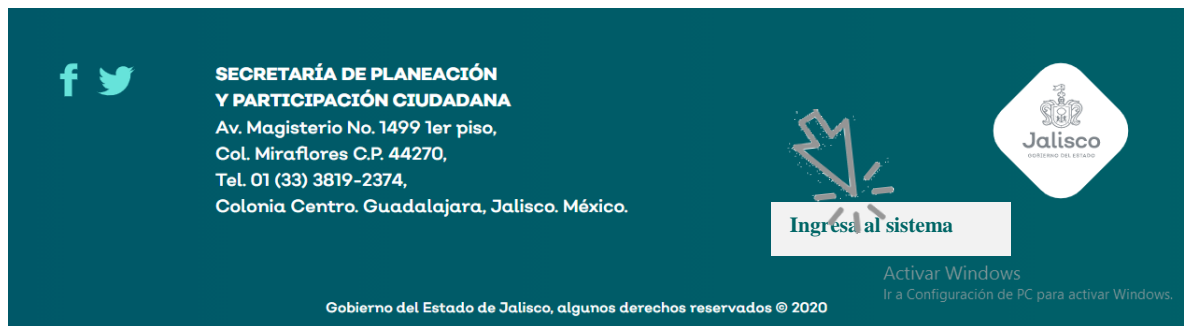 SECRETARÍA DE PLANEACIÓN
Y PARTICIPACIÓN CIUDADANA
Av. Magisterio No. 1499 1er piso,
Col. Miraflores C.P. 44270,
Tel. 01 (33) 3819-2374,
Colonia Centro. Guadalajara, Jalisco. México.
Jalisco
GOBIERNO DEL ESTADO
Ingresa al sistema
Activar Windows
Ir a Configuración de PC para activar Windows.
Gobierno del Estado de Jalisco, algunos derechos reservados © 2020